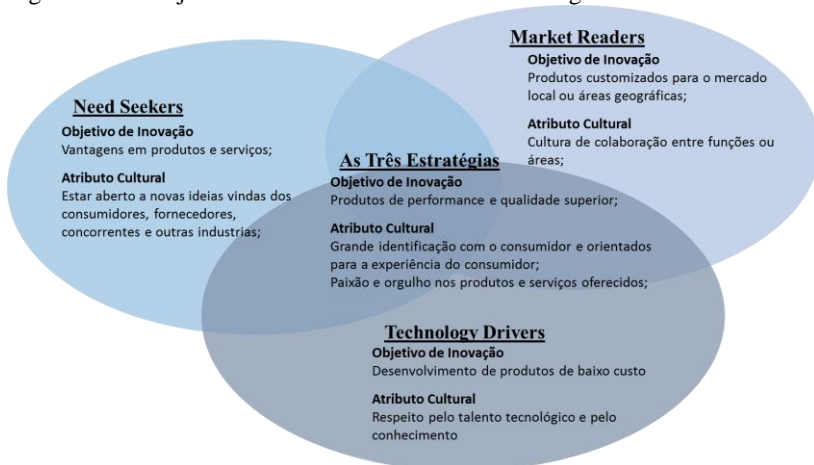 Market Readers
Objetivo de Inovação
Produtos customizados para o mercado
local ou áreas geográficas;
Atributo Cultural
Cultura de colaboração entre funções ou
áreas;
Need Seekers
Objetivo de Inovação
Vantagens em produtos e serviços;
Atributo Cultural
Estar aberto a novas ideias vindas dos
consumidores, fornecedores,
concorrentes e outras industrias;
As Três Estratégias
Objetivo de Inovação
Produtos de performance e qualidade superior;
Atributo Cultural
Grande identificação com o consumidor e orientados
para a experiência do consumidor;
Paixão e orgulho nos produtos e serviços oferecidos;
Technology Drivers
Objetivo de Inovação
Desenvolvimento de produtos de baixo custo
Atributo Cultural
Respeito pelo talento tecnológico e pelo
conhecimento